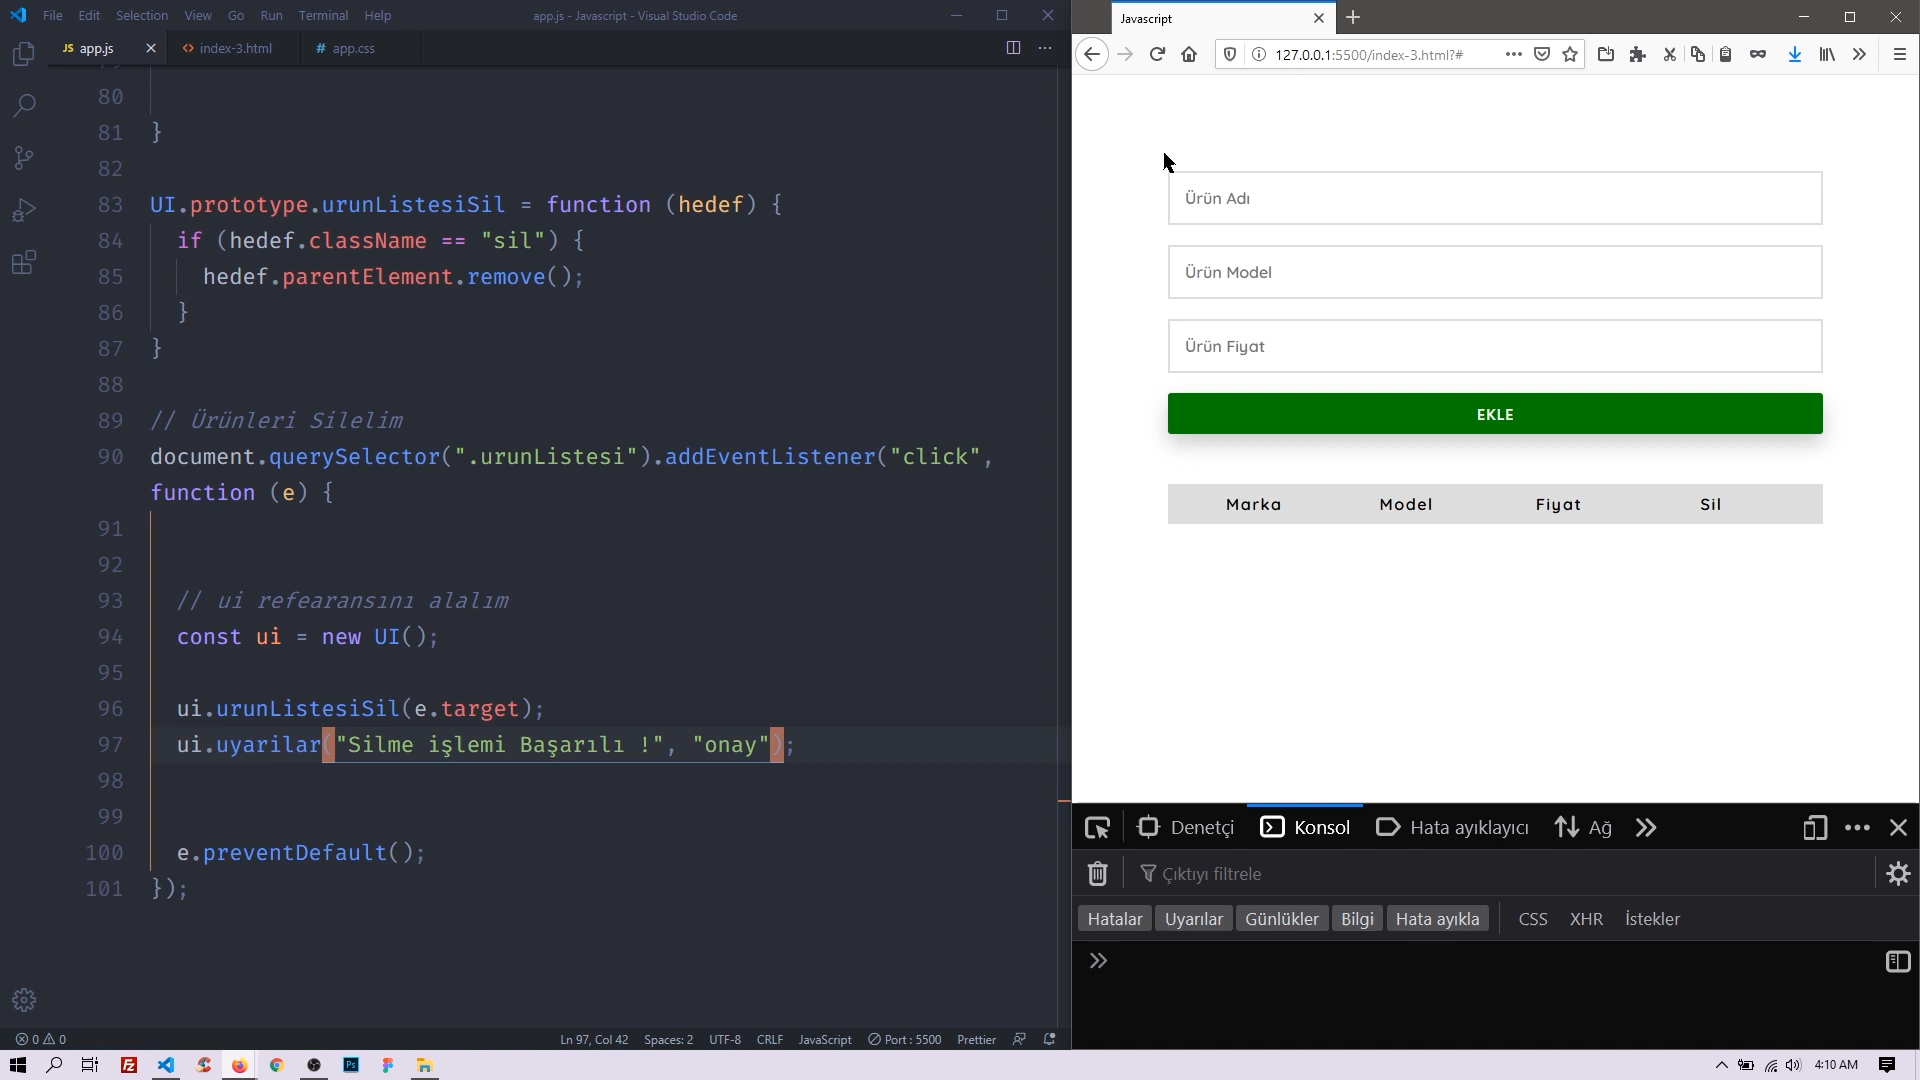 File Edit Selection View Go Run Terminal Help
app.js - Javascript - Visual Studio Code
JS app.js
<> index-3.html
# app.css
80
81 }
82
83 UI.prototype.urunListesiSil = function (hedef) {
84 if (hedef.className == "sil") {
85 hedef.parentElement.remove();
86 }
87 }
88
89 // Ürünleri Silelim
90 document.querySelector(".urunListesi").addEventListener("click",
function (e) {
91
92
93 // ui refearansını alalım
94 const ui = new UI();
95
96 ui.urunListesiSil(e.target);
97 ui.uyarilar("Silme işlemi Başarılı !", "onay");
98
99
100 e.preventDefault();
101 });
0 0
Ln 97, Col 42 Spaces: 2 UTF-8 CRLF JavaScript Port : 5500 Prettier
Javascript
127.0.0.1:5500/index-3.html?#
Ürün Adı
Ürün Model
Ürün Fiyat
EKLE
Marka Model Fiyat Sil
Denetçi Konsol Hata ayıklayıcı Ağ
Çıktıyı filtrele
Hatalar Uyarılar Günlükler Bilgi Hata ayıkla CSS XHR İstekler
Fz
Ps
4:10 AM